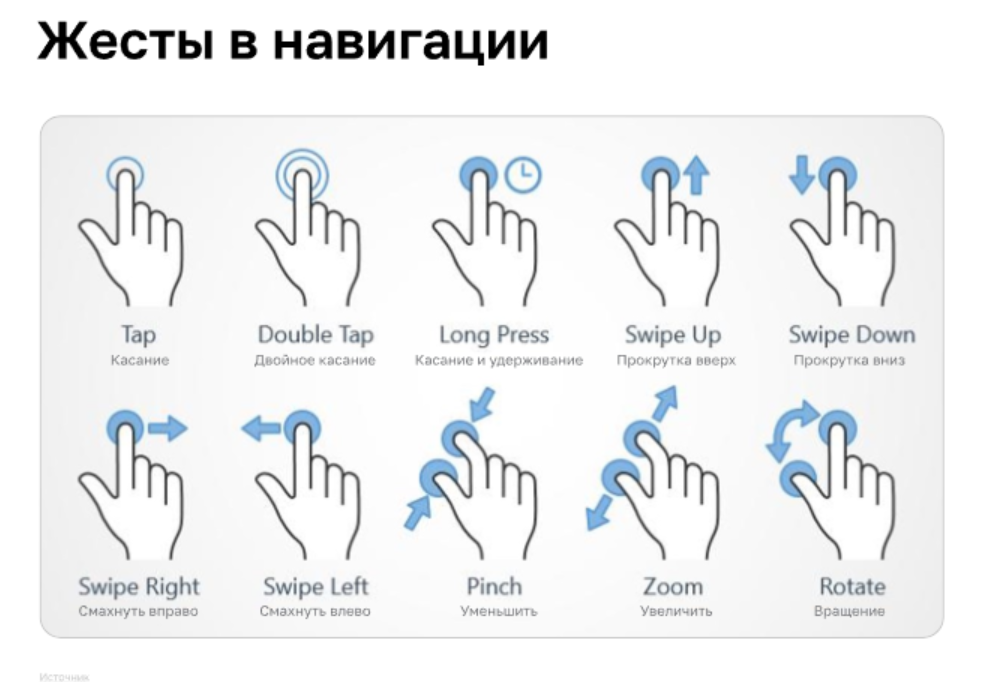 Жесты в навигации
Tap
Касание
Double Tap
Двойное касание
Long Press
Касание и удерживание
Swipe Up
Прокрутка вверх
Swipe Down
Прокрутка вниз
Swipe Right
Смахнуть вправо
Swipe Left
Смахнуть влево
Pinch
Уменьшить
Zoom
Увеличить
Rotate
Вращение
Источник